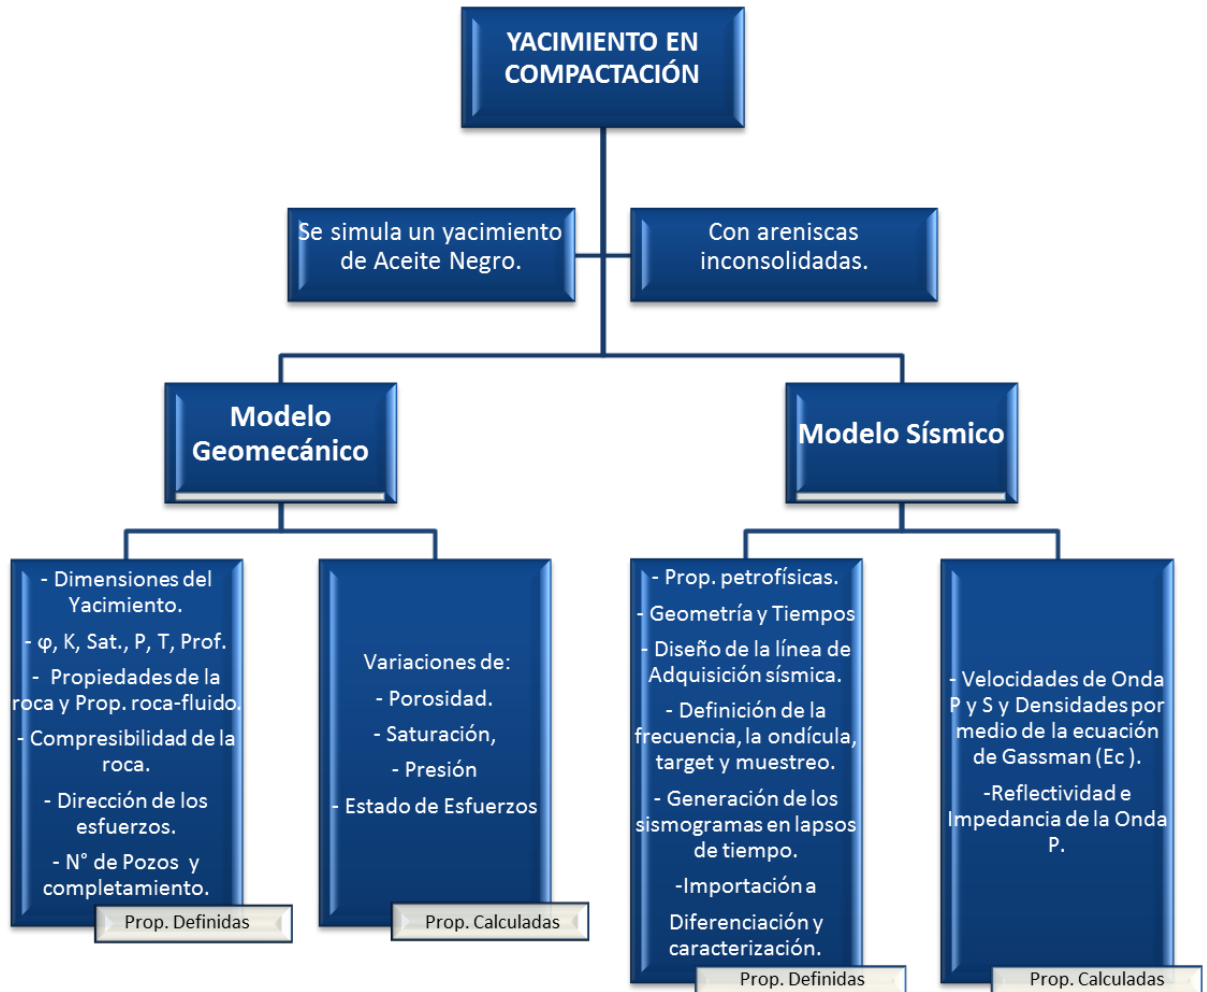 YACIMIENTO EN
COMPACTACIÓN
Se simula un yacimiento
de Aceite Negro.
Con areniscas
inconsolidadas.
Modelo
Geomecánico
Modelo Sísmico
- Dimensiones del
Yacimiento.
- φ, K, Sat., P, T, Prof.
- Propiedades de la
roca y Prop. roca-fluido.
- Compresibilidad de la
roca.
- Dirección de los
esfuerzos.
- N° de Pozos y
completamiento.
Prop. Definidas
Variaciones de:
- Porosidad.
- Saturación,
- Presión
- Estado de Esfuerzos
Prop. Calculadas
- Prop. petrofísicas.
- Geometría y Tiempos
- Diseño de la línea de
Adquisición sísmica.
- Definición de la
frecuencia, la ondícula,
target y muestreo.
- Generación de los
sismogramas en lapsos
de tiempo.
-Importación a
Diferenciación y
caracterización.
Prop. Definidas
- Velocidades de Onda
P y S y Densidades por
medio de la ecuación
de Gassman (Ec ).
-Reflectividad e
Impedancia de la Onda
P.
Prop. Calculadas